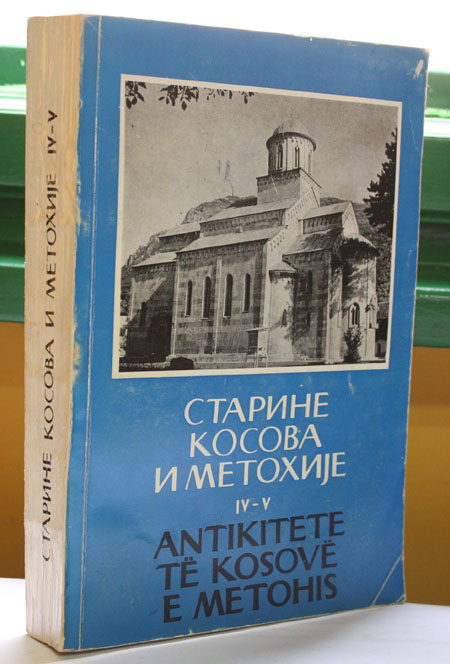 СТАРИНЕ КОСОВА И МЕТОХИЈЕ IV-V
СТАРИНЕ
КОСОВА
И МЕТОХИЈЕ
IV-V
ANTIKITETE
TË KOSOVË
E METOHIS